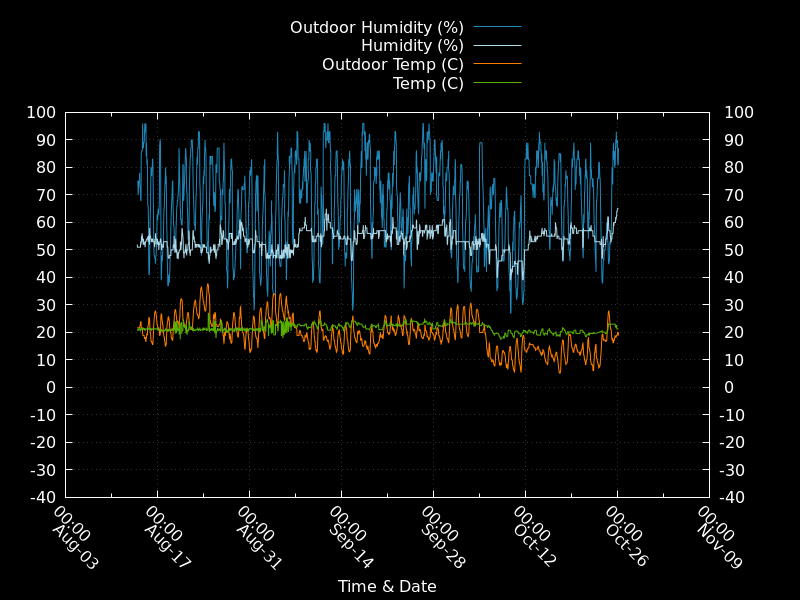 Outdoor Humidity (%)
Humidity (%)
Outdoor Temp (C)
Temp (C)
100 100
90 90
80 80
70 70
60 60
50 50
40 40
30 30
20 20
10 10
0 0
-10 -10
-20 -20
-30 -30
-40 -40
00:00
Aug-03
00:00
Aug-17
00:00
Aug-31
00:00
Sep-14
00:00
Sep-28
00:00
Oct-12
00:00
Oct-26
00:00
Nov-09
Time & Date